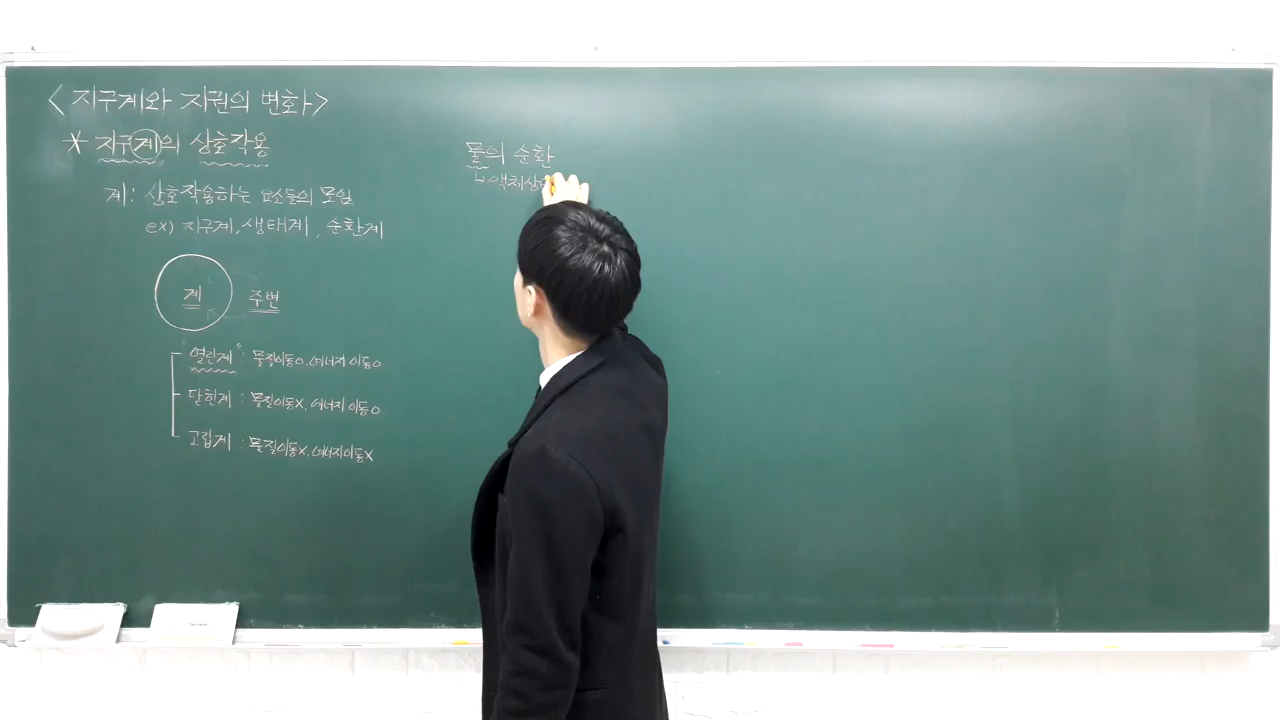 <지구계와 지권의 변화>
* 지구계의 상호작용
계: 상호작용하는 요소들의 모임
ex) 지구계, 생태계, 순환계
계 주변
"열린계": 물질이동o, 에너지 이동o
닫힌계: 물질이동x, 에너지 이동o
고립계: 물질이동x, 에너지이동x
물의 순환
↳액체상